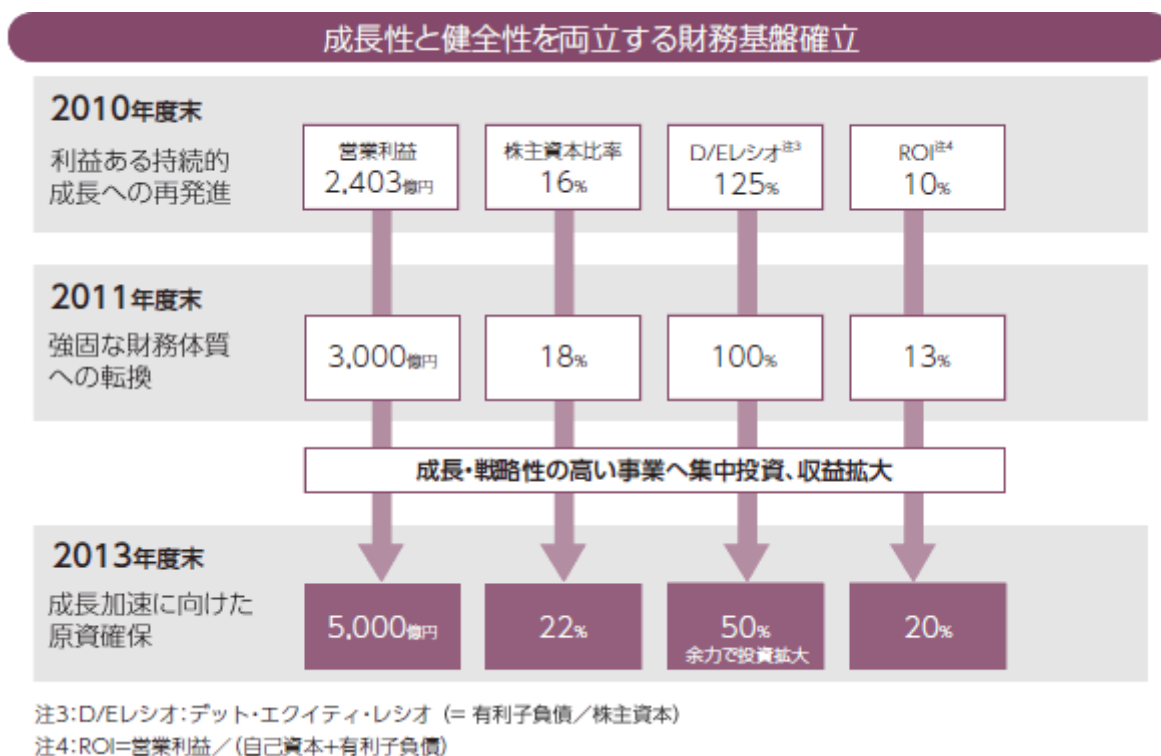 成長性と健全性を両立する財務基盤確立
2010年度末
利益ある持続的
成長への再発進
営業利益
2,403億円
株主資本比率
16%
D/Eレシオ注3
125%
ROI注4
10%
2011年度末
強固な財務体質
への転換
3,000億円
18%
100%
13%
成長・戦略性の高い事業へ集中投資、収益拡大
2013年度末
成長加速に向けた
原資確保
5,000億円
22%
50%
余力で投資拡大
20%
注3:D/Eレシオ:デット・エクイティ・レシオ (= 有利子負債/株主資本)
注4:ROI=営業利益/(自己資本+有利子負債)